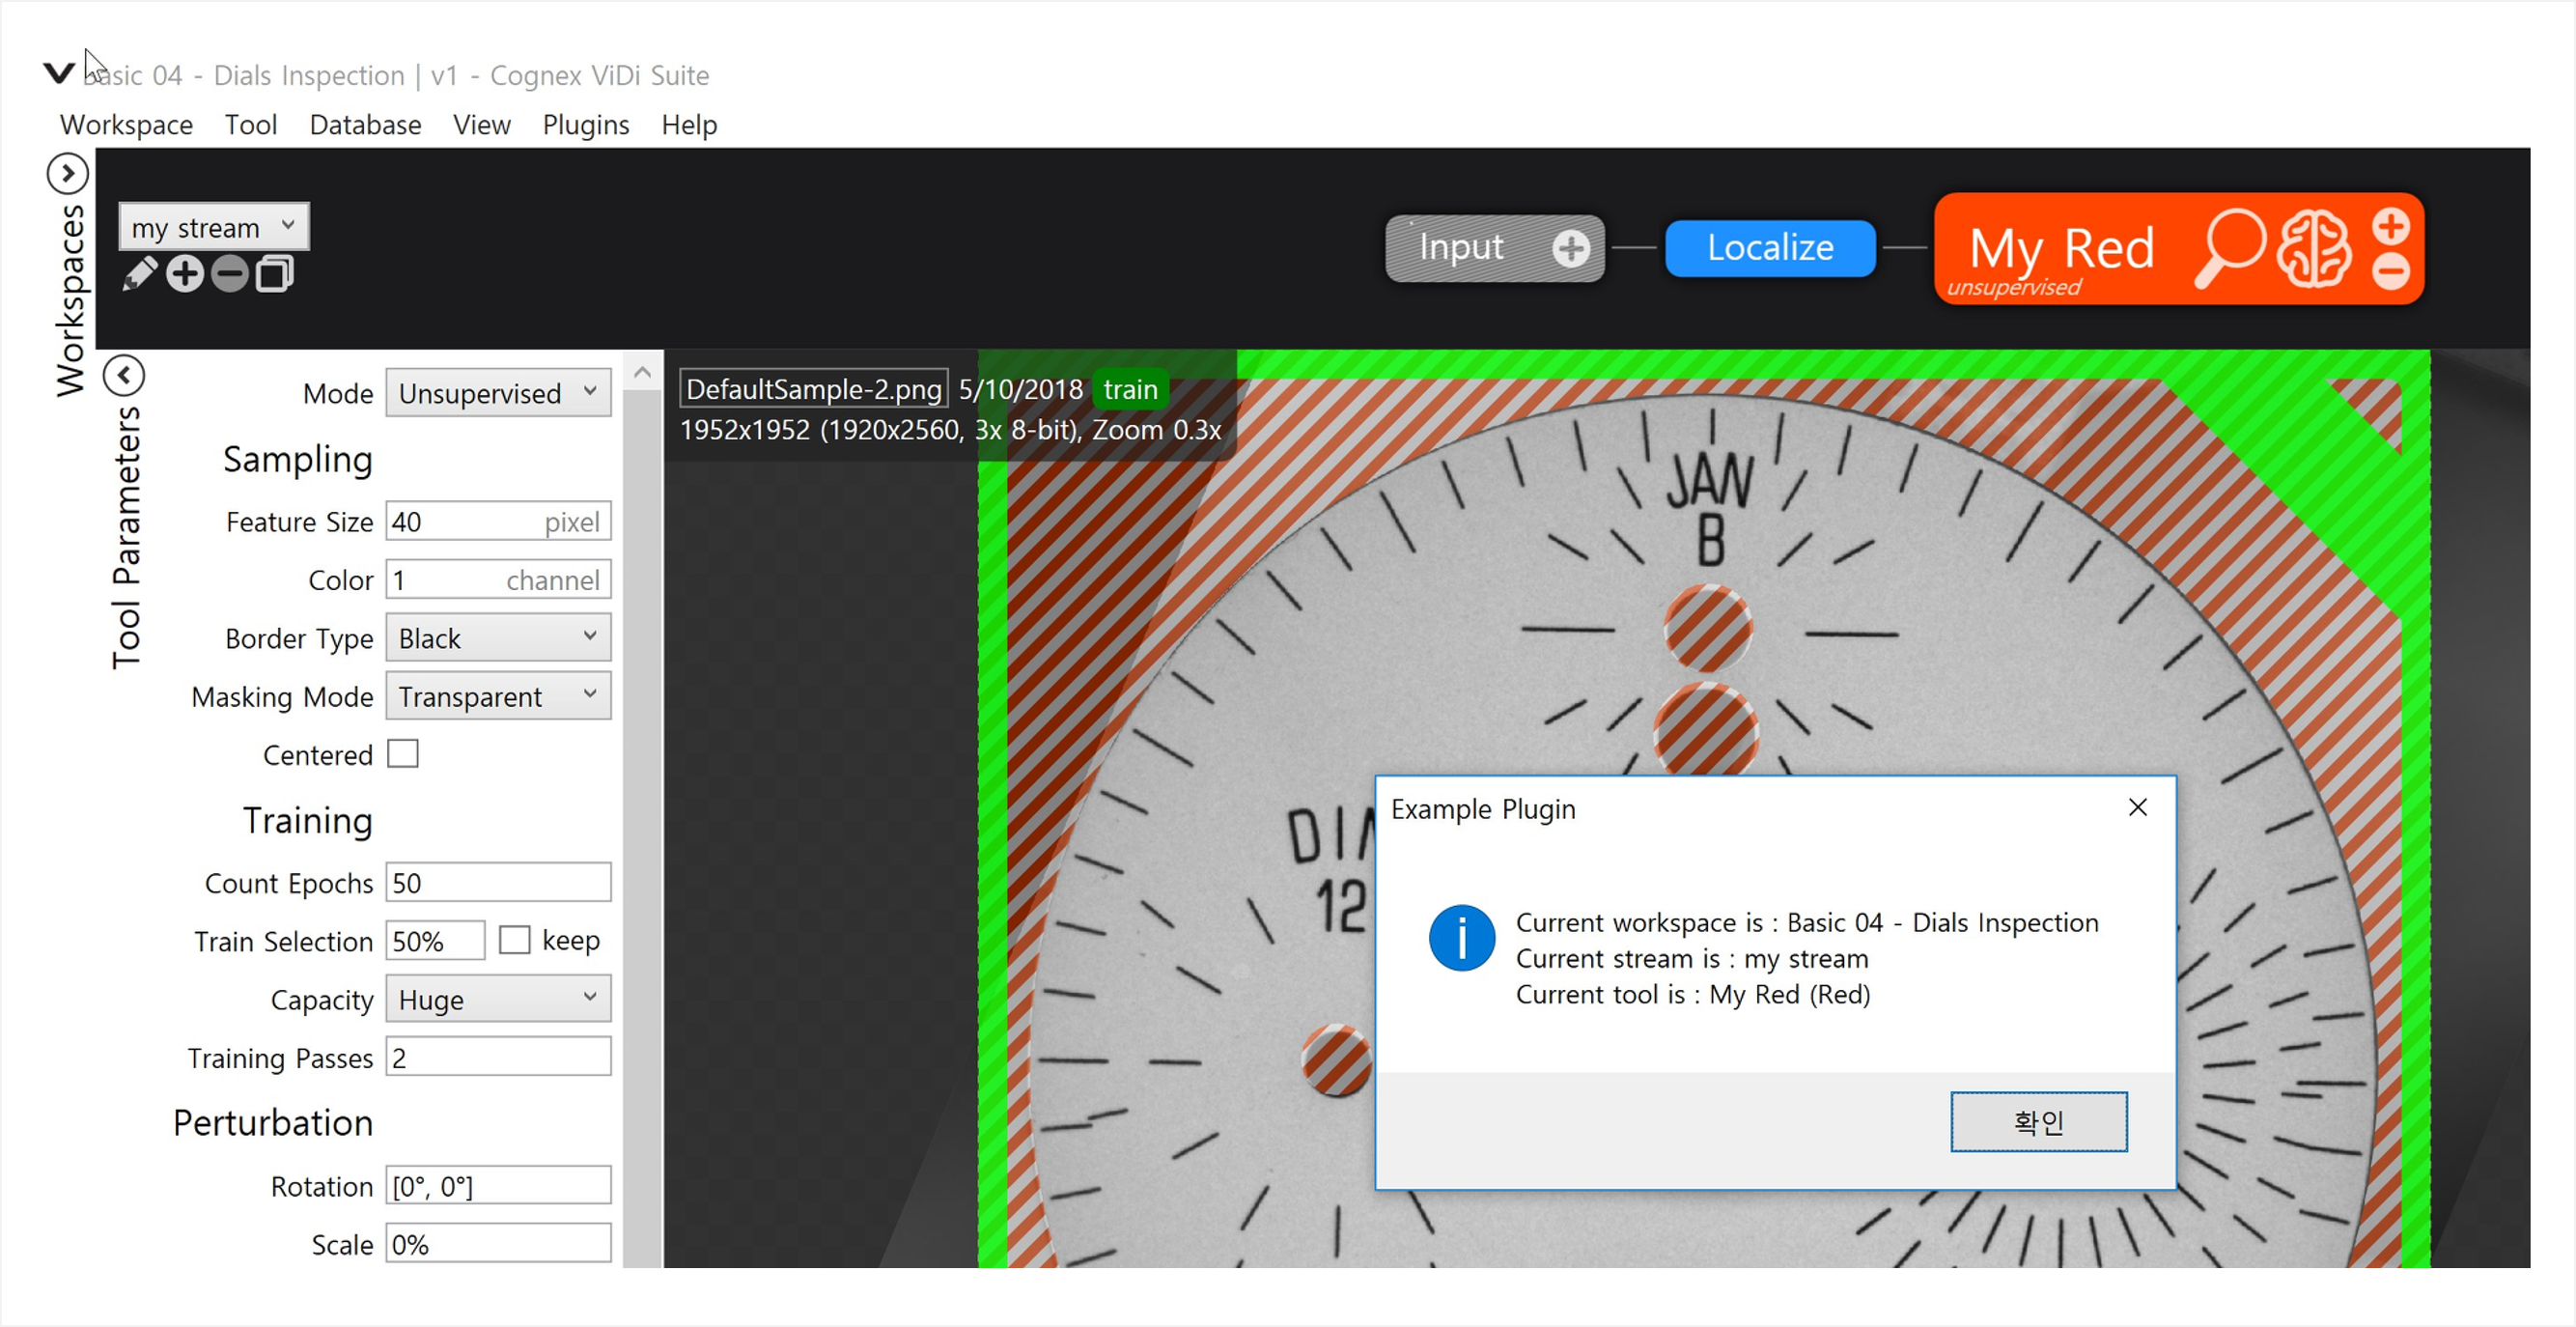 Basic 04 - Dials Inspection | v1 - Cognex ViDi Suite
Workspace Tool Database View Plugins Help
Workspaces
my stream
Input
Localize
My Red
unsupervised
Tool Parameters
Mode Unsupervised
Sampling
Feature Size 40 pixel
Color 1 channel
Border Type Black
Masking Mode Transparent
Centered
Training
Count Epochs 50
Train Selection 50% keep
Capacity Huge
Training Passes 2
Perturbation
Rotation [0°, 0°]
Scale 0%
DefaultSample-2.png 5/10/2018 train
1952x1952 (1920x2560, 3x 8-bit), Zoom 0.3x
JAN
B
12
Example Plugin
Current workspace is : Basic 04 - Dials Inspection
Current stream is : my stream
Current tool is : My Red (Red)
확인